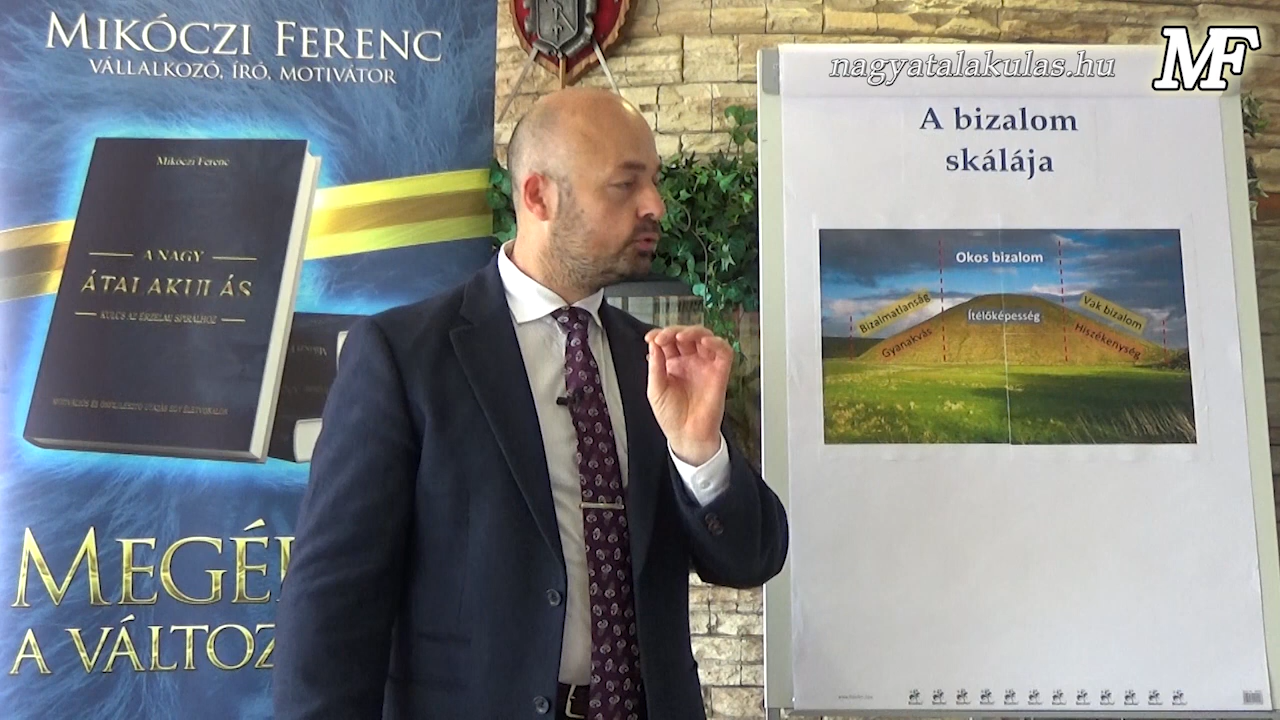 MIKÓCZI FERENC
VÁLLALKOZÓ, ÍRÓ, MOTIVÁTOR
Mikóczi Ferenc
A NAGY
ÁTALAKULÁS
KULCS AZ ÉRZELMI SPIRÁLHOZ
MEGÉ
A VÁLTOZ
nagyatalakulas.hu
MF
A bizalom
skálája
Okos bizalom
Bizalmatlanság
Vak bizalom
Ítélőképesség
Gyanakvás
Hiszékenység